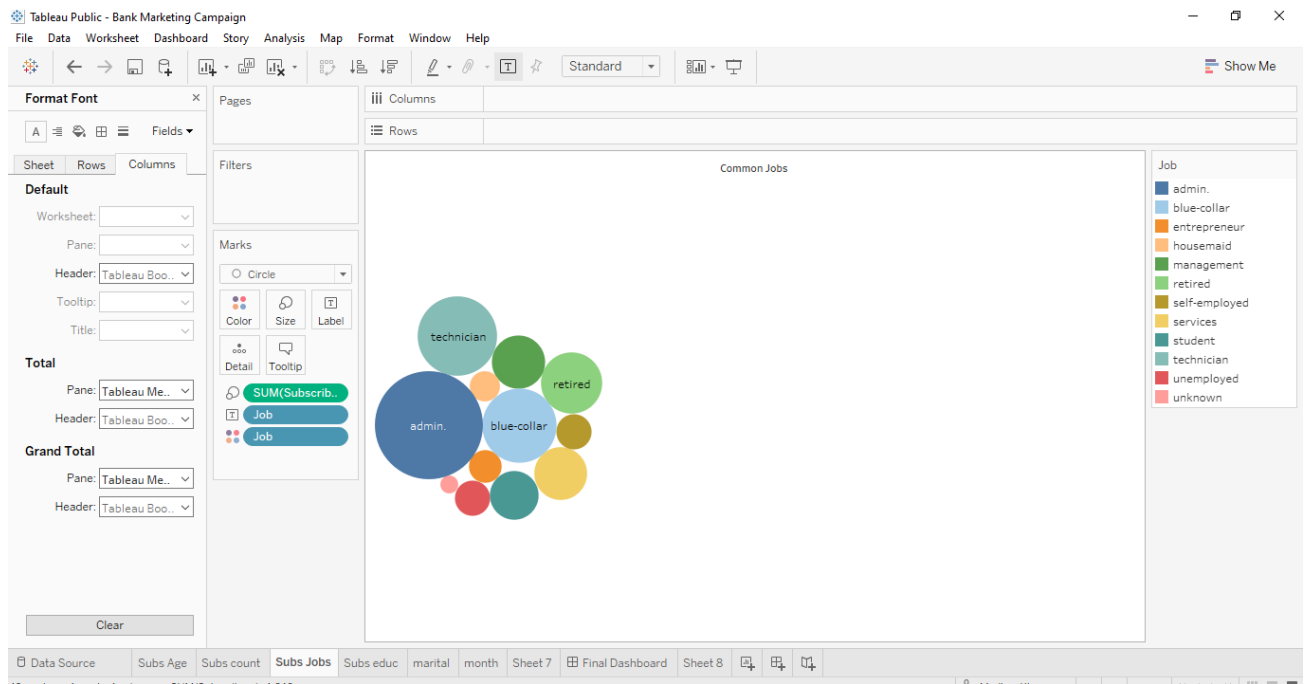 Tableau Public - Bank Marketing Campaign
File Data Worksheet Dashboard Story Analysis Map Format Window Help
Standard
Show Me
Format Font
Fields
Sheet Rows Columns
Default
Worksheet:
Pane:
Header: Tableau Boo..
Tooltip:
Title:
Total
Pane: Tableau Me..
Header: Tableau Boo..
Grand Total
Pane: Tableau Me..
Header: Tableau Boo..
Clear
Pages
Filters
Marks
Circle
Color Size Label
Detail Tooltip
SUM(Subscrib..
Job
Job
Columns
Rows
Common Jobs
technician
retired
admin.
blue-collar
Job
admin.
blue-collar
entrepreneur
housemaid
management
retired
self-employed
services
student
technician
unemployed
unknown
Data Source Subs Age Subs count Subs Jobs Subs educ marital month Sheet 7 Final Dashboard Sheet 8